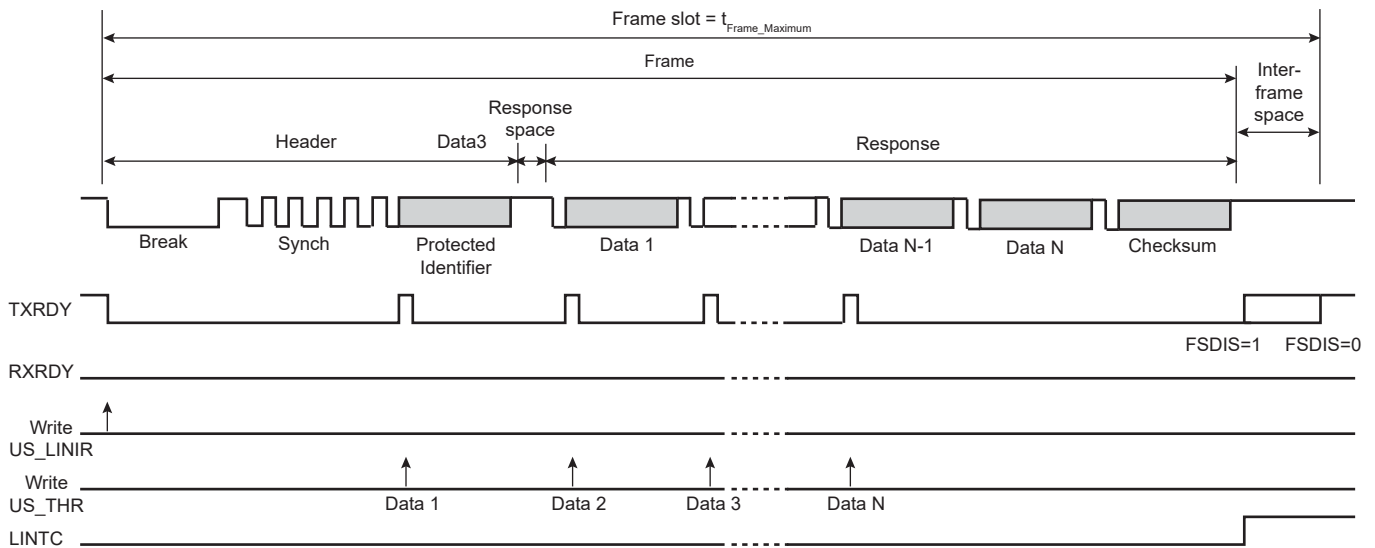 Frame slot = tFrame_Maximum
Frame
Inter-
frame
space
Response
space
Header
Data3
Response
Break
Synch
Protected
Identifier
Data 1
Data N-1
Data N
Checksum
TXRDY
FSDIS=1
FSDIS=0
RXRDY
Write
US_LINIR
Write
US_THR
Data 1
Data 2
Data 3
Data N
LINTC